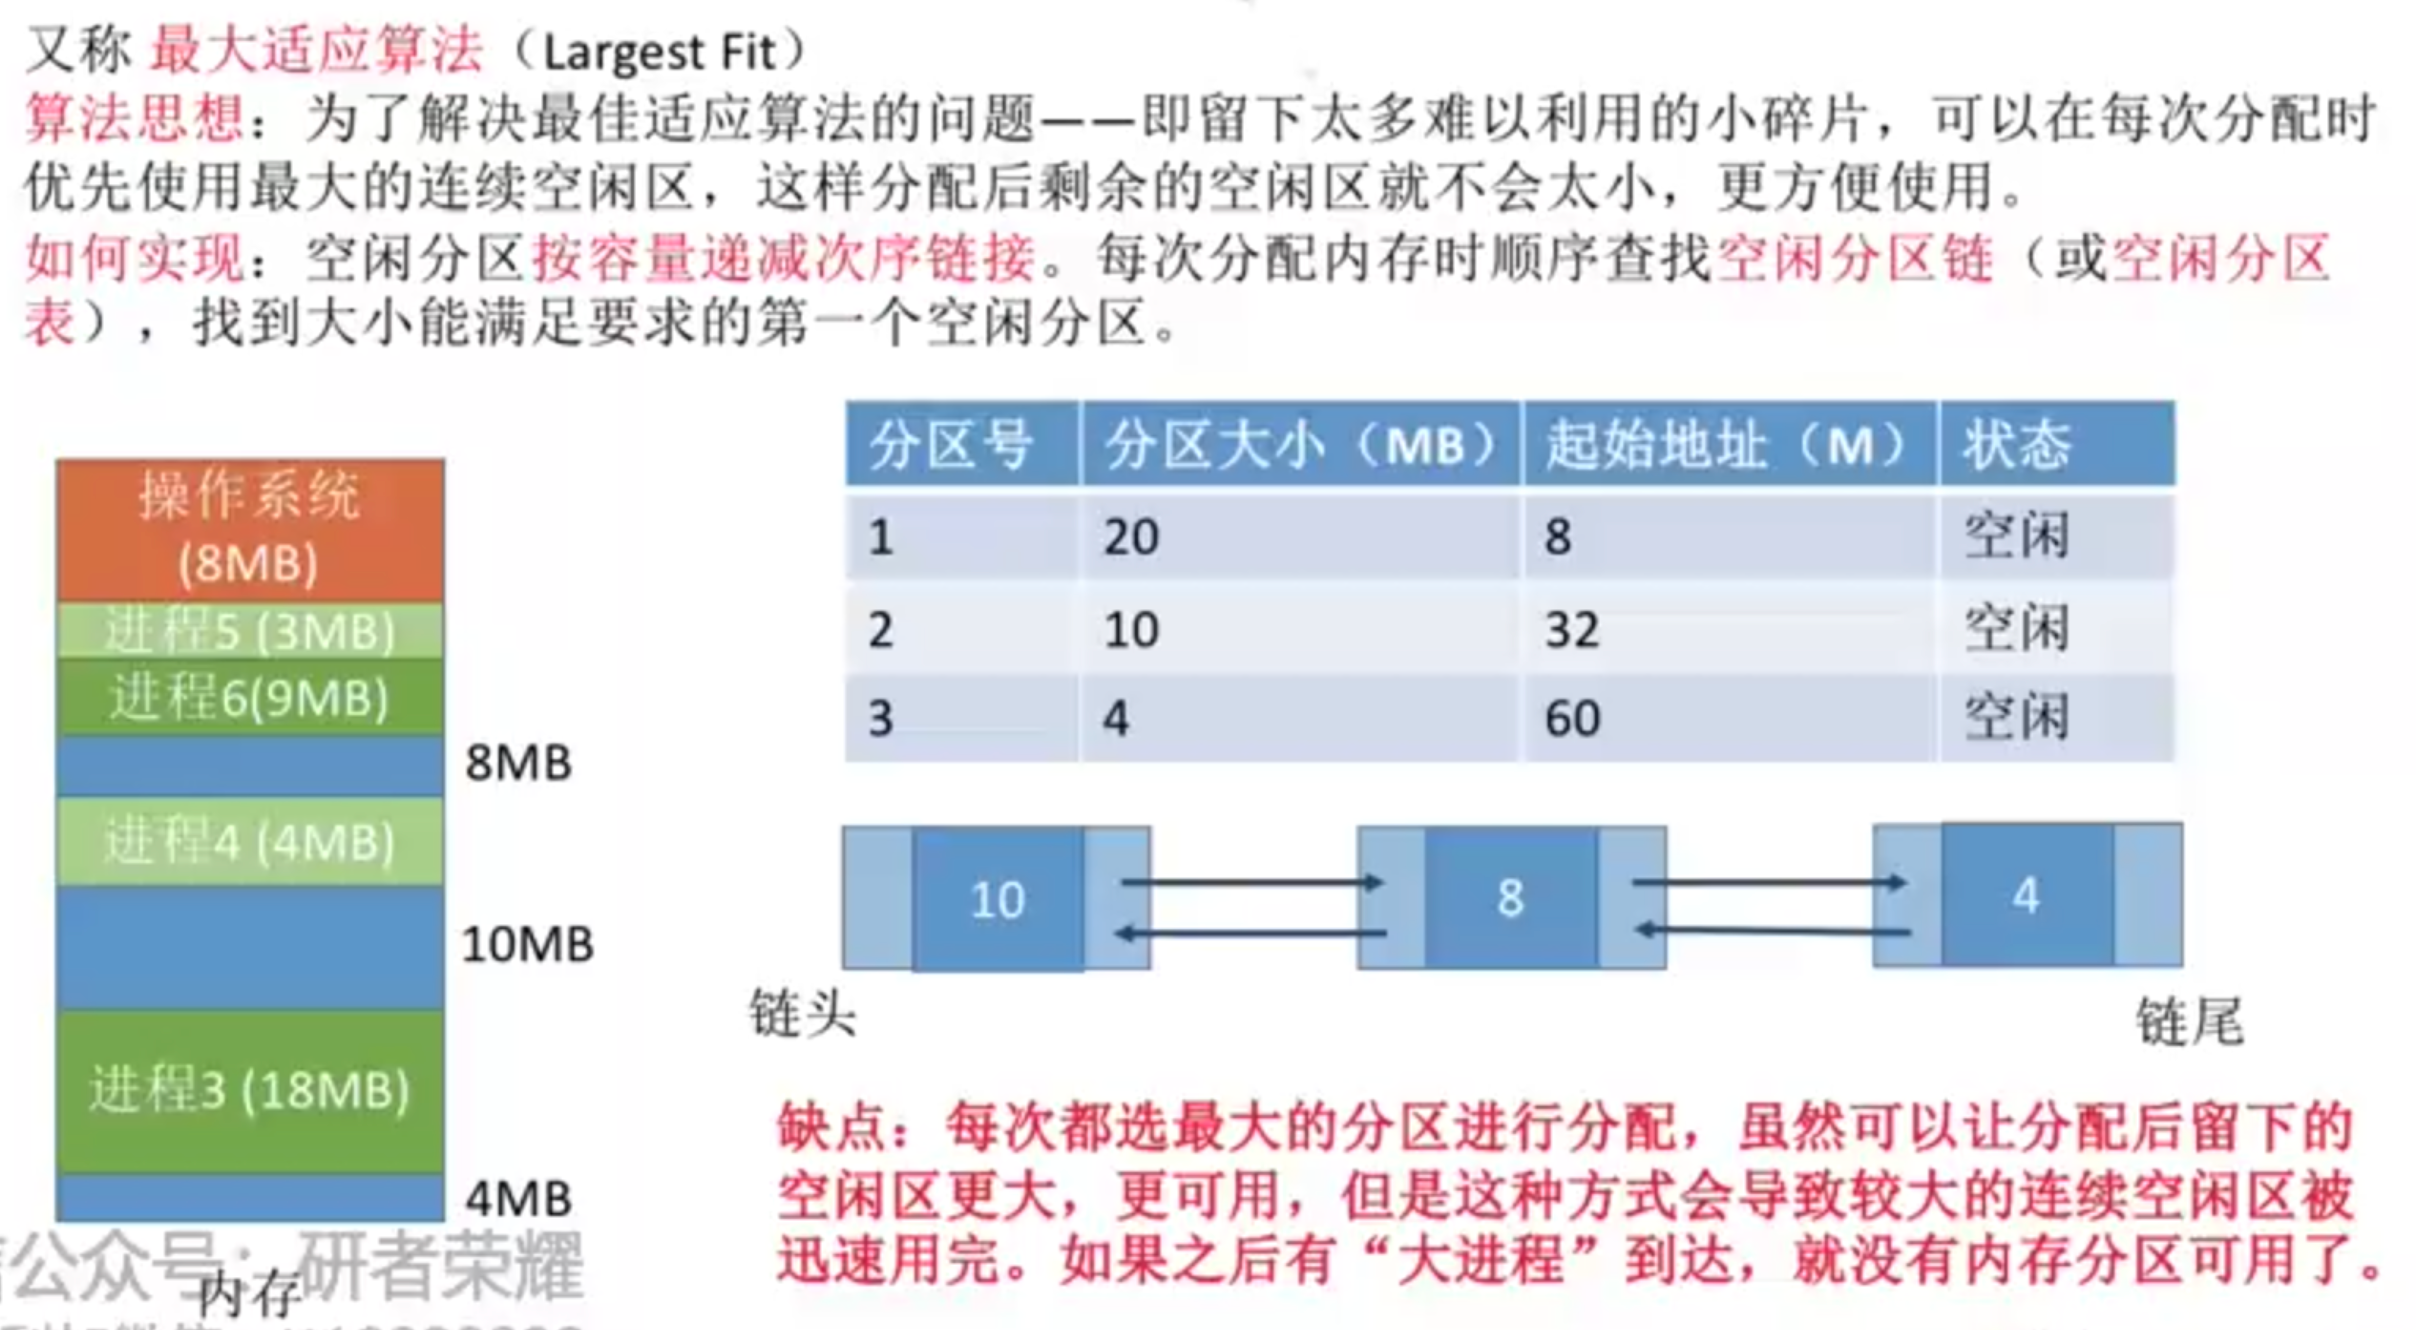 又称 最大适应算法（Largest Fit）
算法思想：为了解决最佳适应算法的问题——即留下太多难以利用的小碎片，可以在每次分配时
优先使用最大的连续空闲区，这样分配后剩余的空闲区就不会太小，更方便使用。
如何实现：空闲分区按容量递减次序链接。每次分配内存时顺序查找空闲分区链（或空闲分区
表），找到大小能满足要求的第一个空闲分区。
分区号 分区大小（MB） 起始地址（M） 状态
1 20 8 空闲
2 10 32 空闲
3 4 60 空闲
操作系统
(8MB)
进程5 (3MB)
进程6(9MB)
8MB
进程4 (4MB)
10MB
进程3 (18MB)
4MB
内存
10 8 4
链头
链尾
缺点：每次都选最大的分区进行分配，虽然可以让分配后留下的
空闲区更大，更可用，但是这种方式会导致较大的连续空闲区被
迅速用完。如果之后有“大进程”到达，就没有内存分区可用了。
公众号：研者荣耀